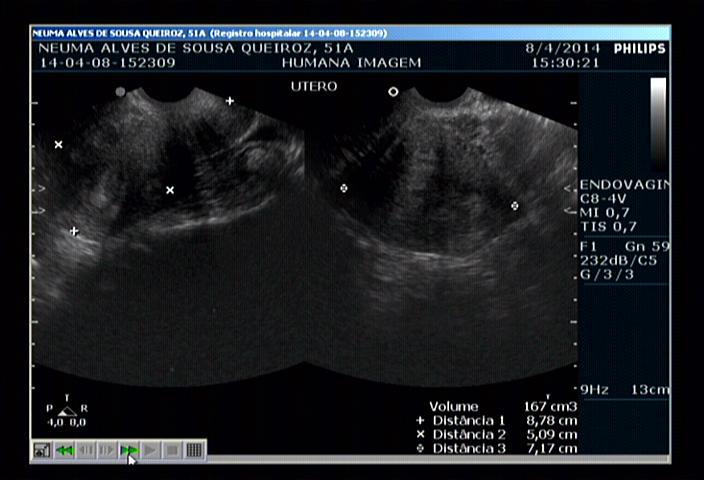 NEUMA ALVES DE SOUSA QUEIROZ, 51A (Registro hospitalar 14-04-08-152309)
NEUMA ALVES DE SOUSA QUEIROZ, 51A 8/4/2014 PHILIPS
14-04-08-152309 HUMANA IMAGEM 15:30:21
UTERO
ENDOVAGIN
C8-4V
MI 0,7
TIS 0,7
F1 Gn 59
232dB/C5
G/3/3
9Hz 13cm
T
P R
4,0 8,0
Volume 167 cm3
+ Distância 1 8,78 cm
× Distância 2 5,09 cm
Distância 3 7,17 cm